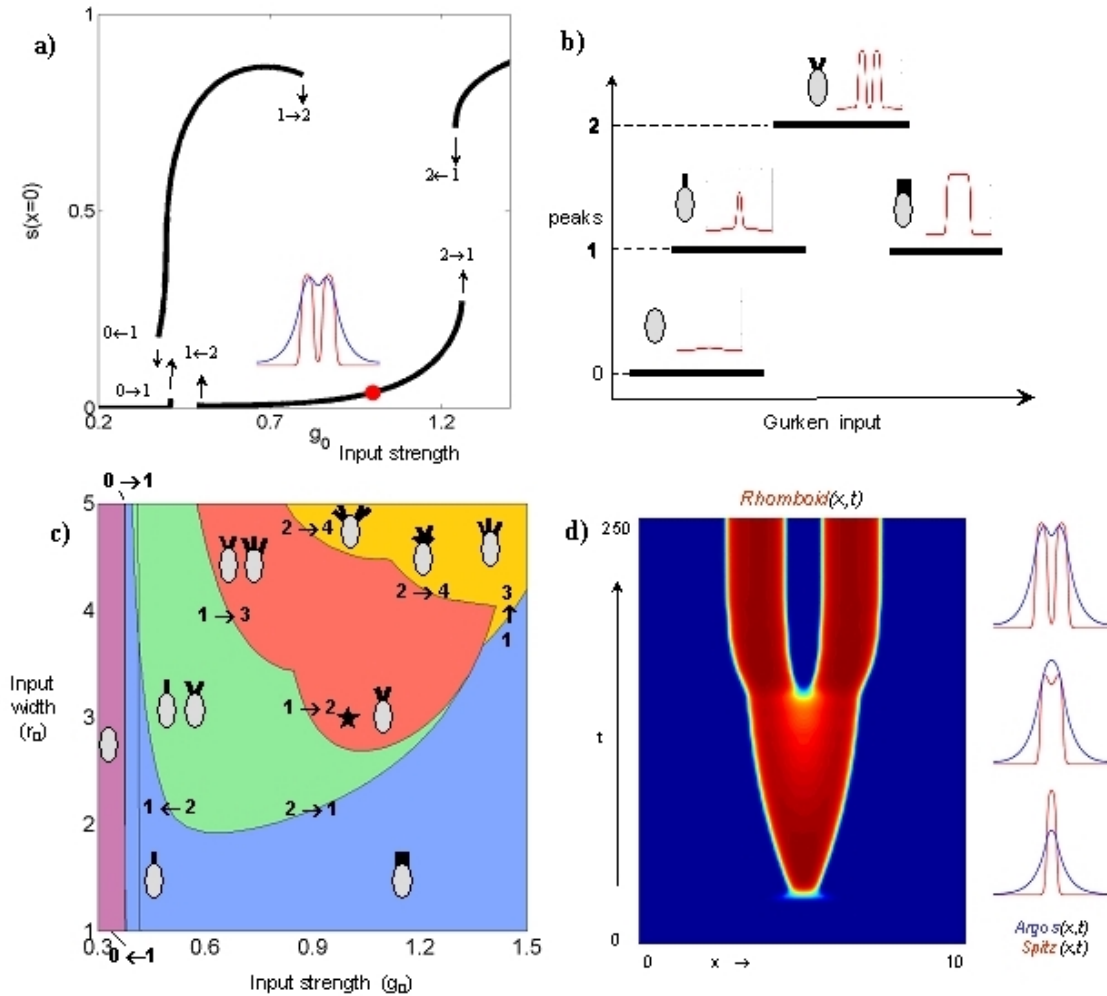 a)
1
0.5
0
s(x=0)
1→2
2←1
2→1
0←1
1←2
0→1
0.2
0.7
1.2
g0
Input strength
b)
2
peaks
1
0
Gurken input
c)
0→1
5
4
3
2
1
Input
width
(r0)
2→4
2→4
3
↑
1
1→3
1→2
1←2
2→1
0.3
0.6
0.9
1.2
1.5
0←1
Input strength (g0)
d)
Rhomboid(x,t)
250
t
0
0
x →
10
Argos(x,t)
Spitz(x,t)